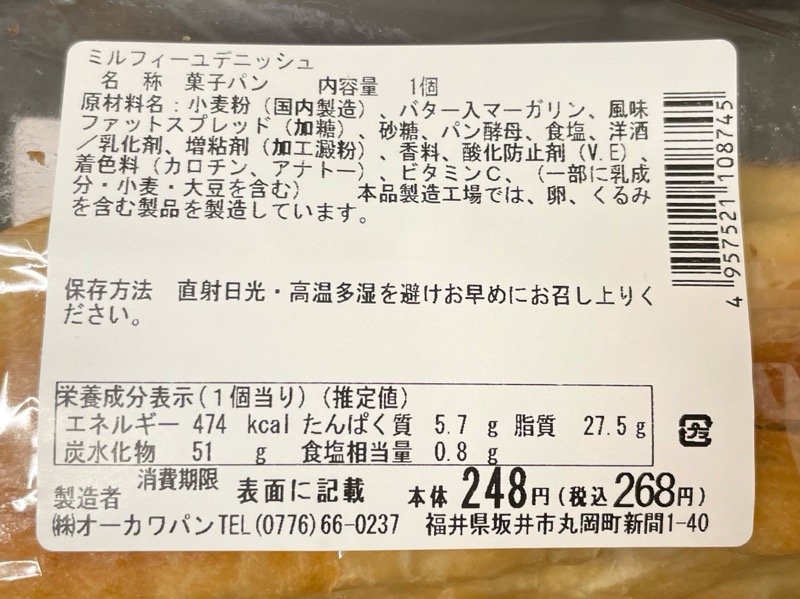 ミルフィーユデニッシュ
名 称 菓子パン 内容量 1個
原材料名：小麦粉（国内製造）、バター入マーガリン、風味
ファットスプレッド（加糖）、砂糖、パン酵母、食塩、洋酒
／乳化剤、増粘剤（加工澱粉）、香料、酸化防止剤（V.E）、
着色料（カロチン、アナトー）、ビタミンC、（一部に乳成
分・小麦・大豆を含む） 本品製造工場では、卵、くるみ
を含む製品を製造しています。
保存方法 直射日光・高温多湿を避けお早めにお召し上りく
ださい。
栄養成分表示(１個当り)(推定値)
エネルギー 474 kcal たんぱく質 5.7 g 脂質 27.5 g
炭水化物 51 g 食塩相当量 0.8 g
消費期限 表面に記載 本体 248円(税込268円)
製造者
㈱オーカワパン TEL(0776)66-0237 福井県坂井市丸岡町新間1-40
4957521108745
プラ